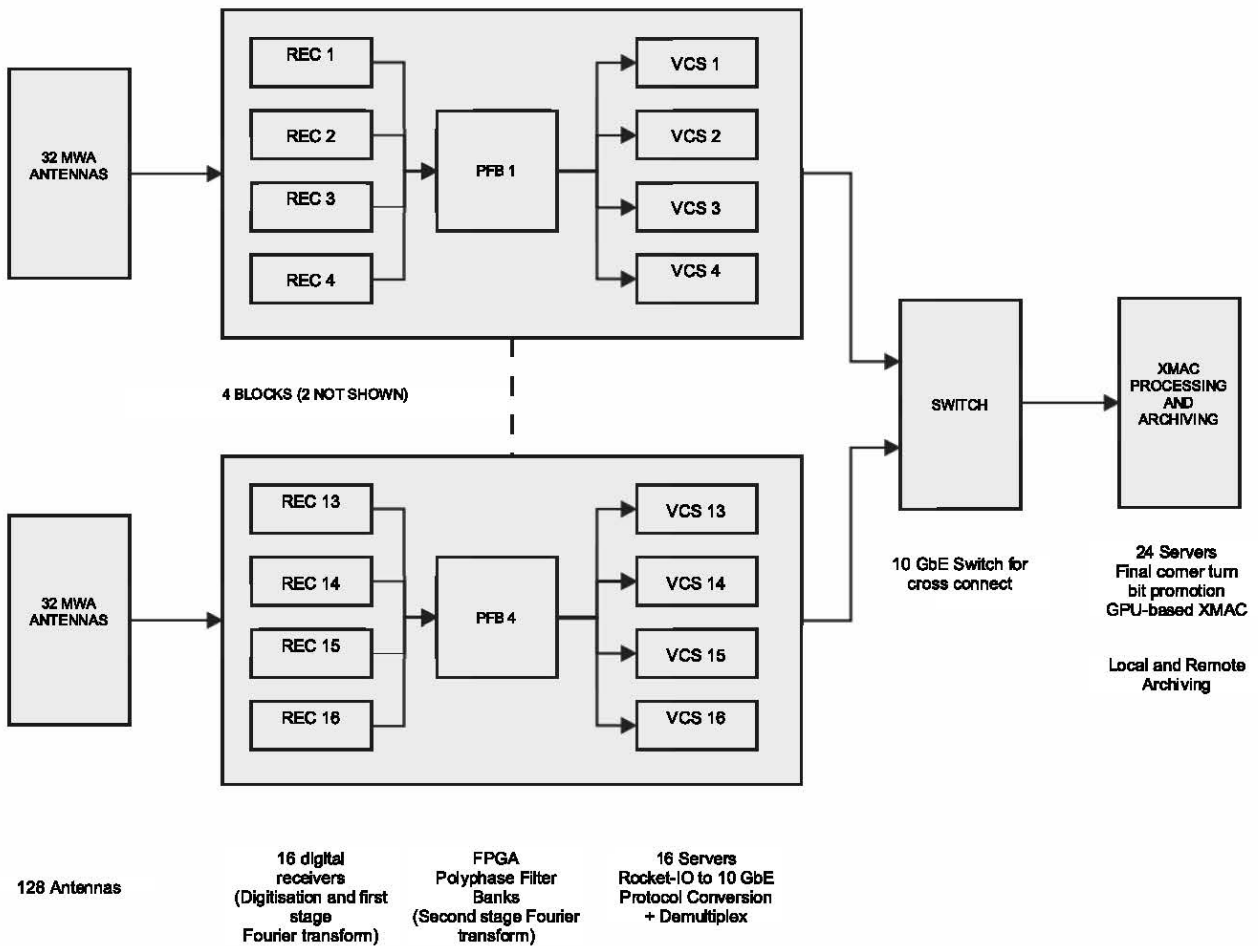 32 MWA
ANTENNAS
REC 1
REC 2
REC 3
REC 4
PFB 1
VCS 1
VCS 2
VCS 3
VCS 4
4 BLOCKS (2 NOT SHOWN)
SWITCH
XMAC
PROCESSING
AND
ARCHIVING
32 MWA
ANTENNAS
REC 13
REC 14
REC 15
REC 16
PFB 4
VCS 13
VCS 14
VCS 15
VCS 16
10 GbE Switch for
cross connect
24 Servers
Final corner turn
bit promotion
GPU-based XMAC
Local and Remote
Archiving
128 Antennas
16 digital
receivers
(Digitisation and first
stage
Fourier transform)
FPGA
Polyphase Filter
Banks
(Second stage Fourier
transform)
16 Servers
Rocket-IO to 10 GbE
Protocol Conversion
+ Demultiplex